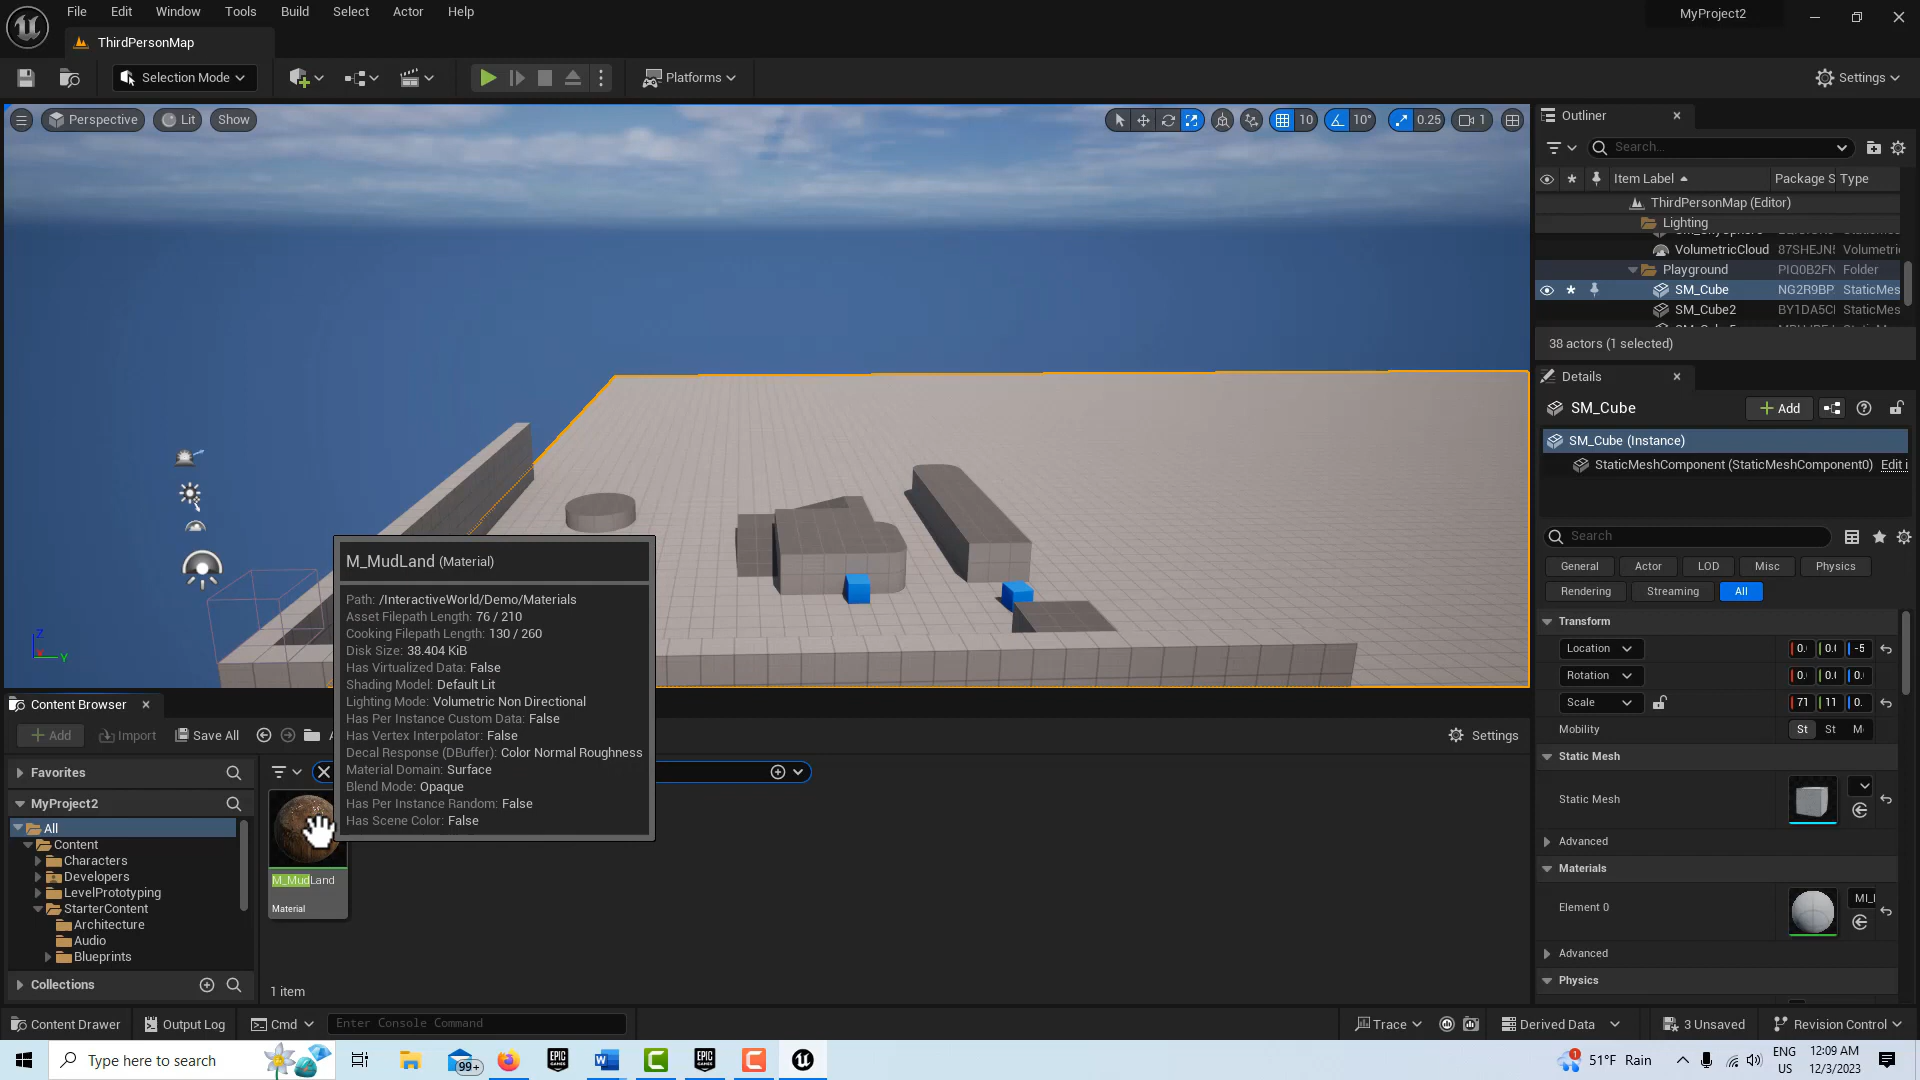 File Edit Window Tools Build Select Actor Help
MyProject2
ThirdPersonMap
Selection Mode
Platforms
Settings
Perspective Lit Show
10 10° 0.25 1
Outliner
Search...
Item Label Package S Type
ThirdPersonMap (Editor)
Lighting
VolumetricCloud 87SHEJN Volumetri
Playground PIQ0B2FN Folder
SM_Cube NG2R9BP StaticMes
SM_Cube2 BY1DA5C StaticMes
38 actors (1 selected)
Details
SM_Cube Add
SM_Cube (Instance)
StaticMeshComponent (StaticMeshComponent0) Edit i
Search
General Actor LOD Misc Physics
Rendering Streaming All
Transform
Location 0. 0. -5
Rotation 0. 0. 0.
Scale 71 11 0.
Mobility St St M
Static Mesh
Static Mesh
Advanced
Materials
Element 0 MI_
Advanced
Physics
M_MudLand (Material)
Path: /InteractiveWorld/Demo/Materials
Asset Filepath Length: 76 / 210
Cooking Filepath Length: 130 / 260
Disk Size: 38.404 KiB
Has Virtualized Data: False
Shading Model: Default Lit
Lighting Mode: Volumetric Non Directional
Has Per Instance Custom Data: False
Has Vertex Interpolator: False
Decal Response (DBuffer): Color Normal Roughness
Material Domain: Surface
Blend Mode: Opaque
Has Per Instance Random: False
Has Scene Color: False
Z
Y
Content Browser
Add Import Save All Settings
Favorites
MyProject2
All
Content
Characters
Developers
LevelPrototyping
StarterContent
Architecture
Audio
Blueprints
Collections
M_MudLand
Material
1 item
Content Drawer Output Log Cmd Enter Console Command Trace Derived Data 3 Unsaved Revision Control
Type here to search
99+
EPIC GAMES
EPIC GAMES
1
51°F Rain
ENG
US
12:09 AM
12/3/2023